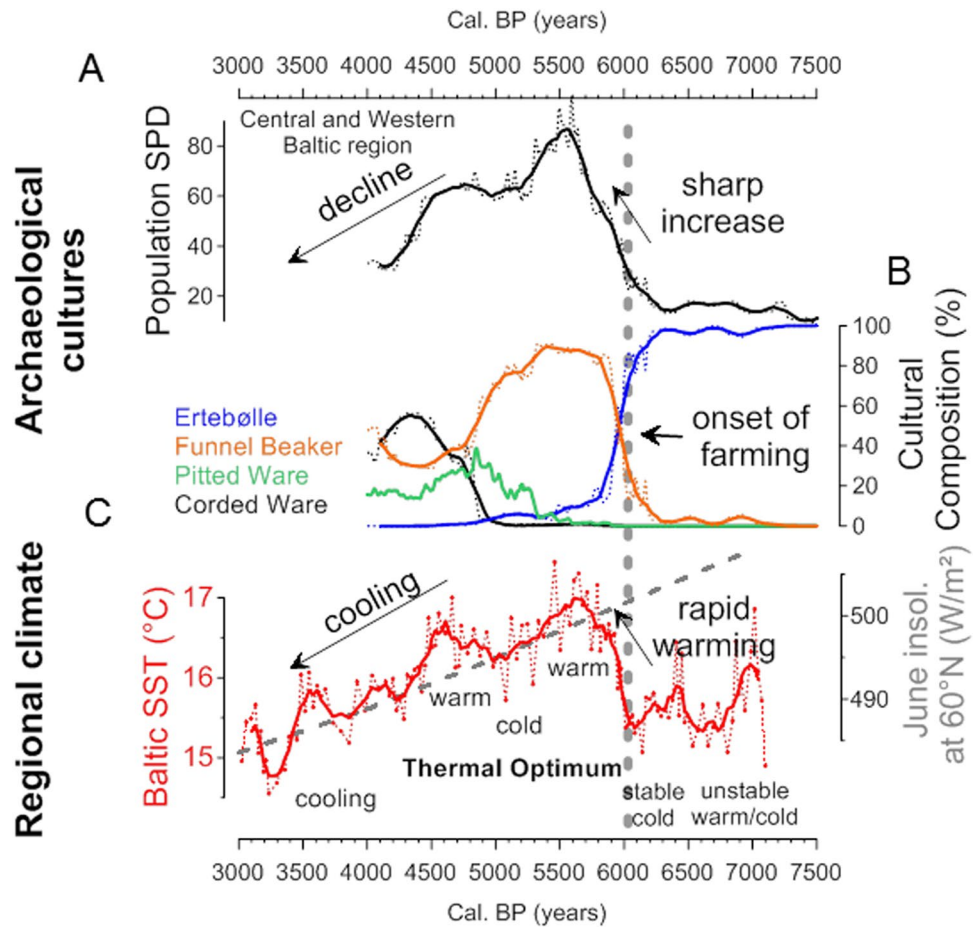 Cal. BP (years)
A
3000 3500 4000 4500 5000 5500 6000 6500 7000 7500
Archaeological
cultures
Population SPD
80
60
40
20
Central and Western
Baltic region
decline
sharp
increase
B
100
80
60
40
20
0
Cultural
Composition (%)
Ertebølle
Funnel Beaker
Pitted Ware
Corded Ware
onset of
farming
C
Regional climate
Baltic SST (°C)
17
16
15
cooling
rapid
warming
warm
cold
warm
Thermal Optimum
cooling
stable
cold
unstable
warm/cold
500
490
June insol.
at 60°N (W/m²)
3000 3500 4000 4500 5000 5500 6000 6500 7000 7500
Cal. BP (years)